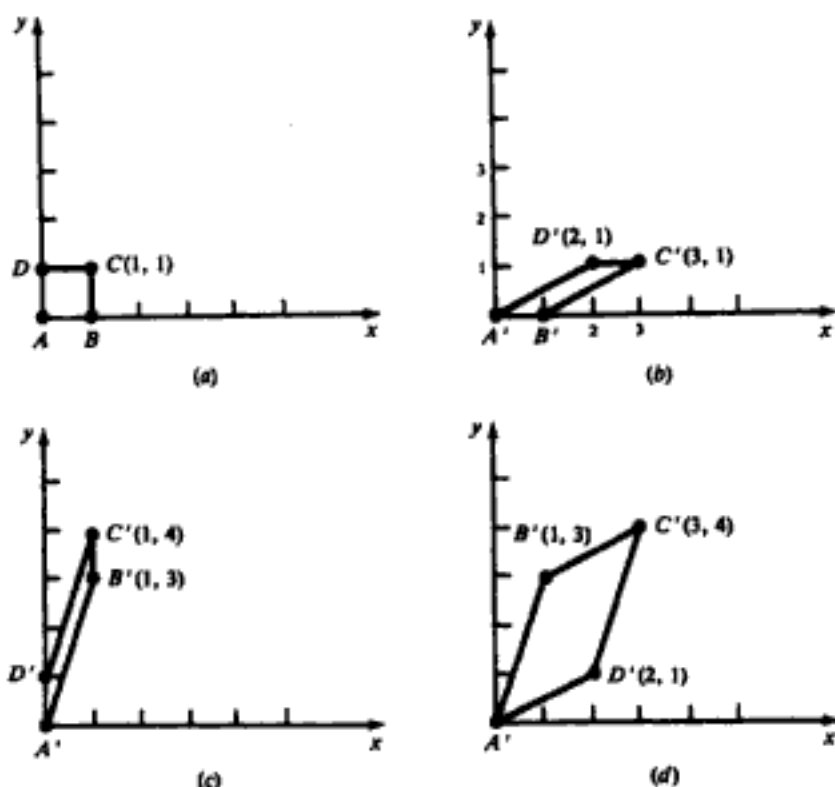 y
D
C(1, 1)
A
B
x
(a)
y
3
2
1
D'(2, 1)
C'(3, 1)
A'
B'
2
3
x
(b)
y
C'(1, 4)
B'(1, 3)
D'
A'
x
(c)
y
B'(1, 3)
C'(3, 4)
D'(2, 1)
A'
x
(d)